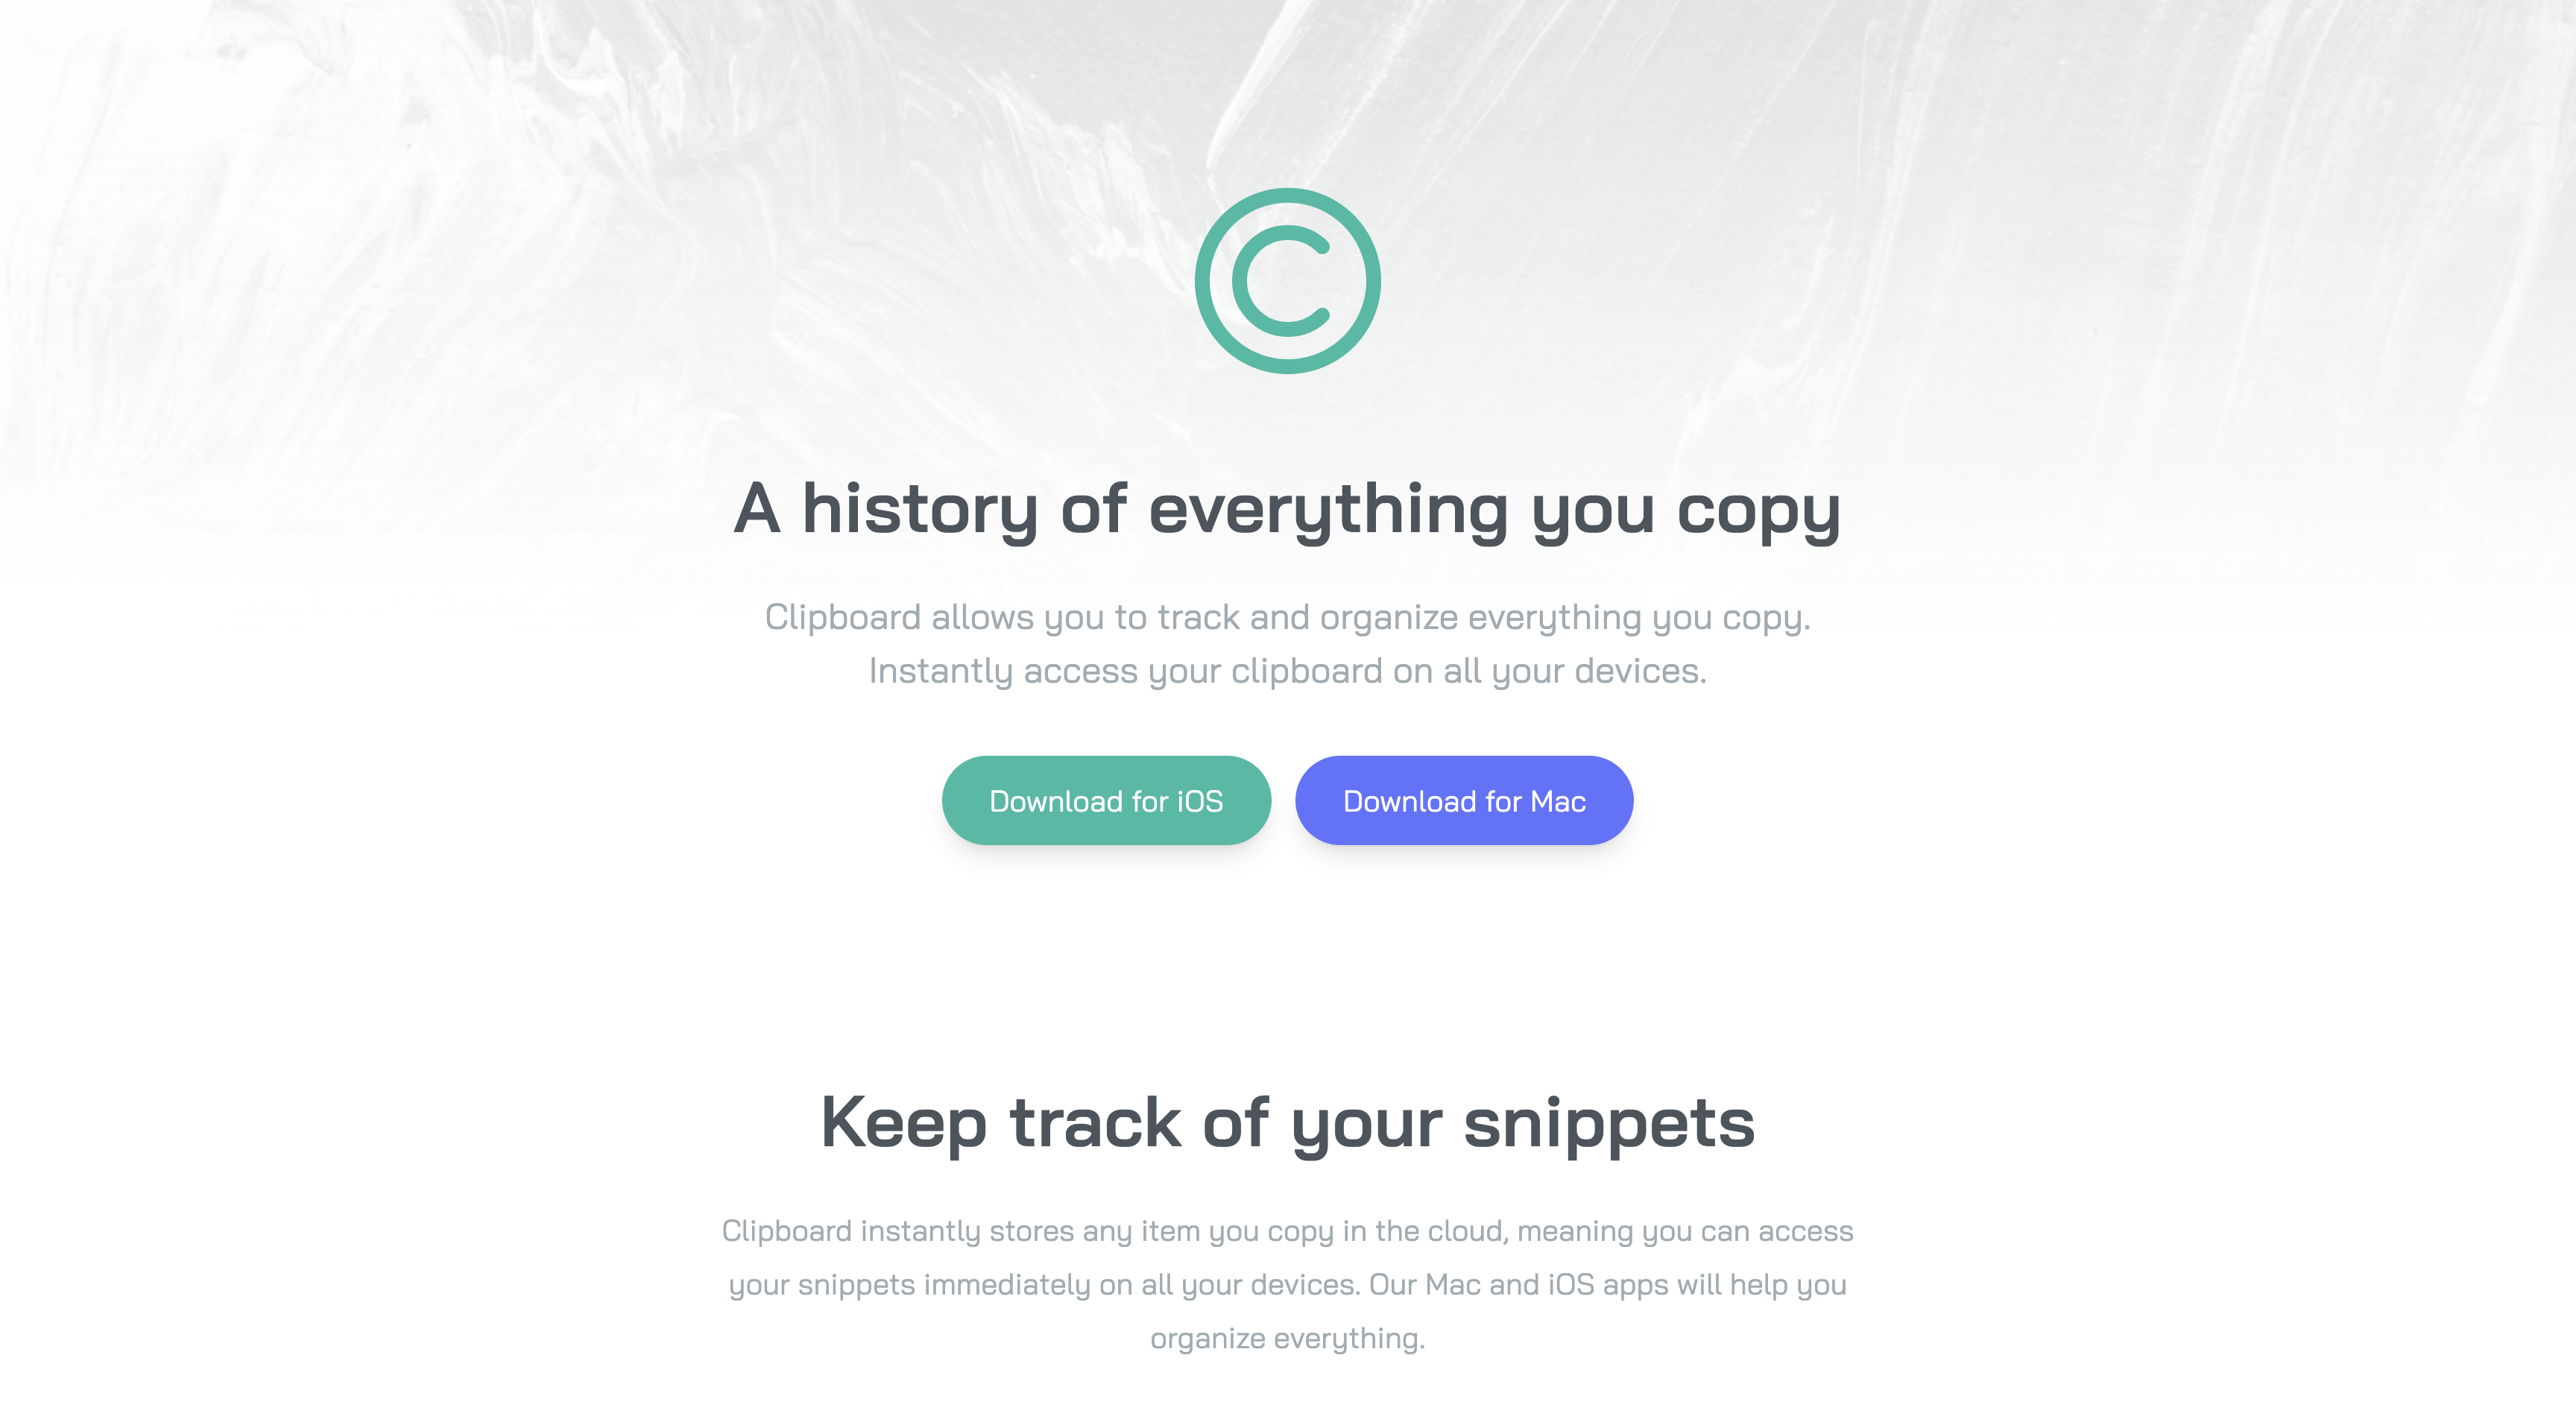 A history of everything you copy
Clipboard allows you to track and organize everything you copy.
Instantly access your clipboard on all your devices.
Download for iOS
Download for Mac
Keep track of your snippets
Clipboard instantly stores any item you copy in the cloud, meaning you can access
your snippets immediately on all your devices. Our Mac and iOS apps will help you
organize everything.